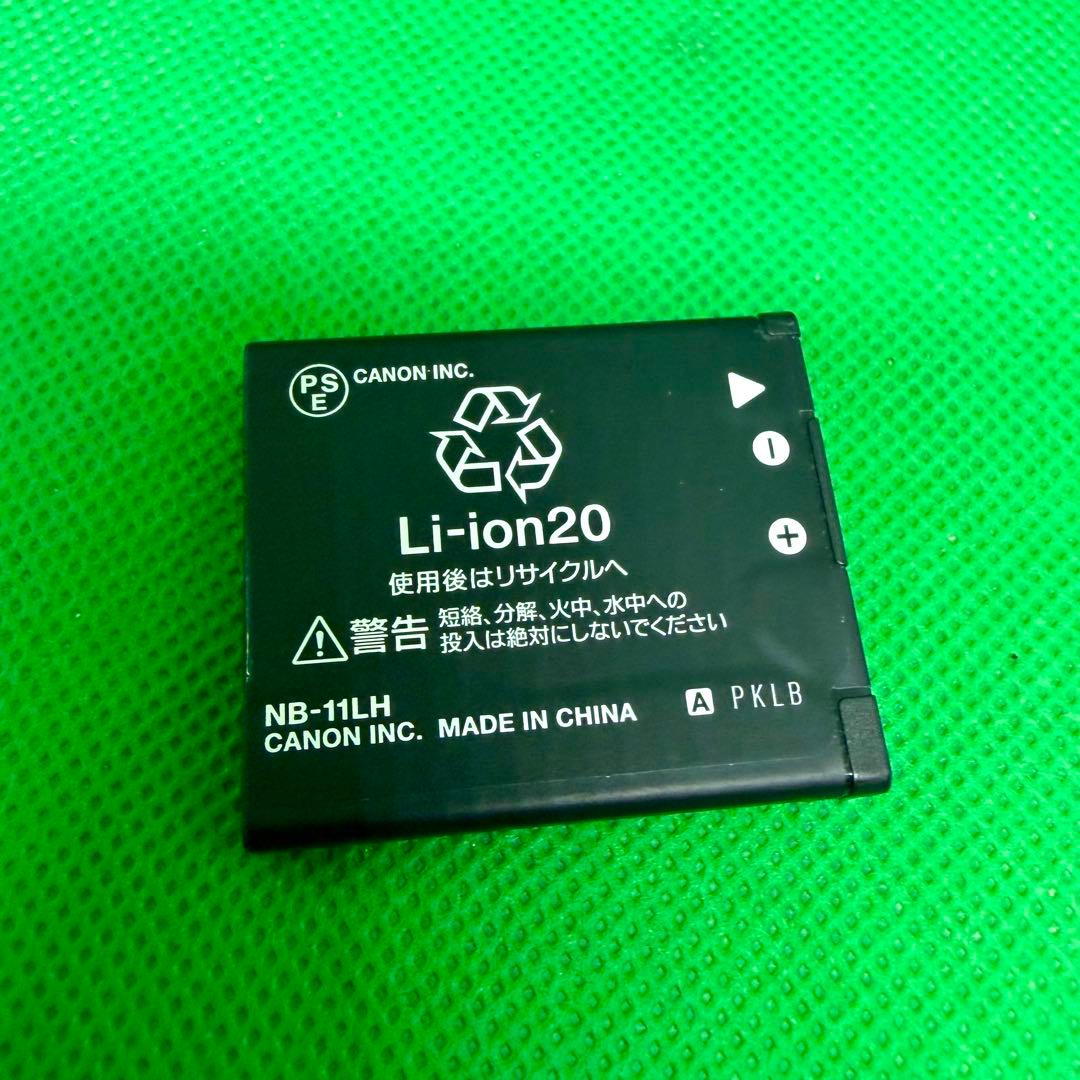 PSE CANON INC.
Li-ion20
使用後はリサイクルへ
警告 短絡、分解、火中、水中への
投入は絶対にしないでください
NB-11LH
CANON INC. MADE IN CHINA
A PKLB